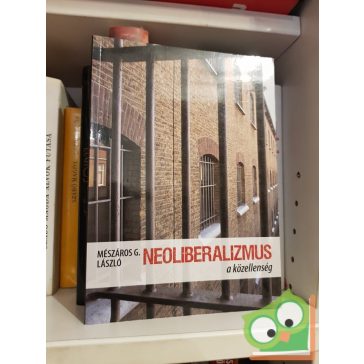 MÉSZÁROS G.
LÁSZLÓ
NEOLIBERALIZMUS
a közellenség